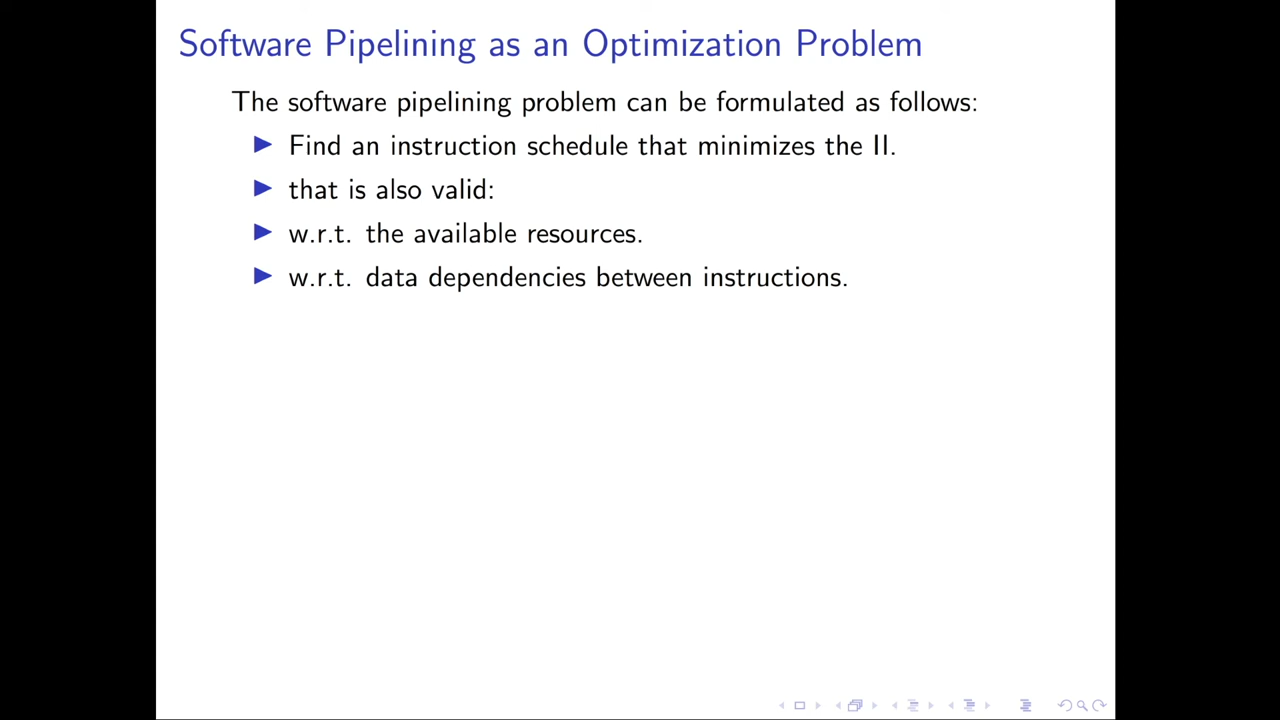 Software Pipelining as an Optimization Problem
The software pipelining problem can be formulated as follows:
Find an instruction schedule that minimizes the II.
that is also valid:
w.r.t. the available resources.
w.r.t. data dependencies between instructions.